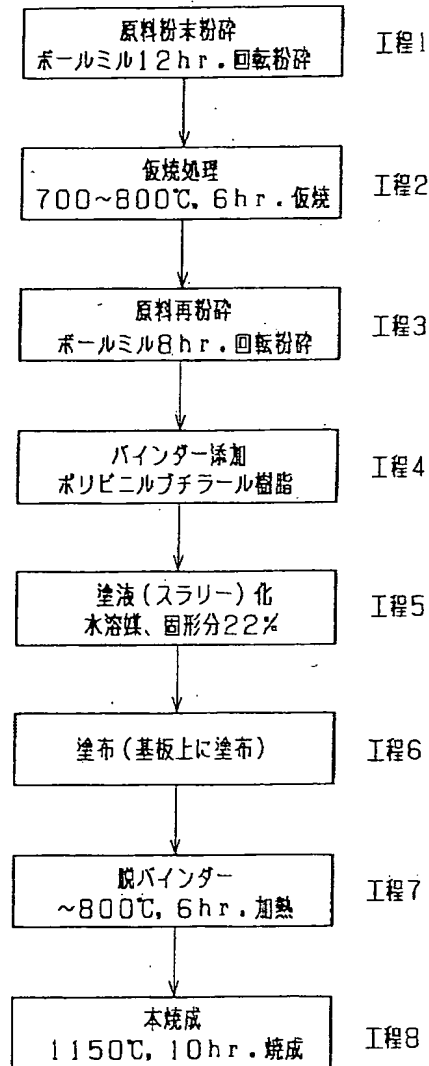 原料粉末粉砕
ボールミル12hr.回転粉砕
工程1
仮焼処理
700~800℃, 6hr.仮焼
工程2
原料再粉砕
ボールミル8hr.回転粉砕
工程3
バインダー添加
ポリビニルブチラール樹脂
工程4
塗液(スラリー)化
水溶媒、固形分22%
工程5
塗布(基板上に塗布)
工程6
脱バインダー
~800℃, 6hr.加熱
工程7
本焼成
1150℃, 10hr.焼成
工程8